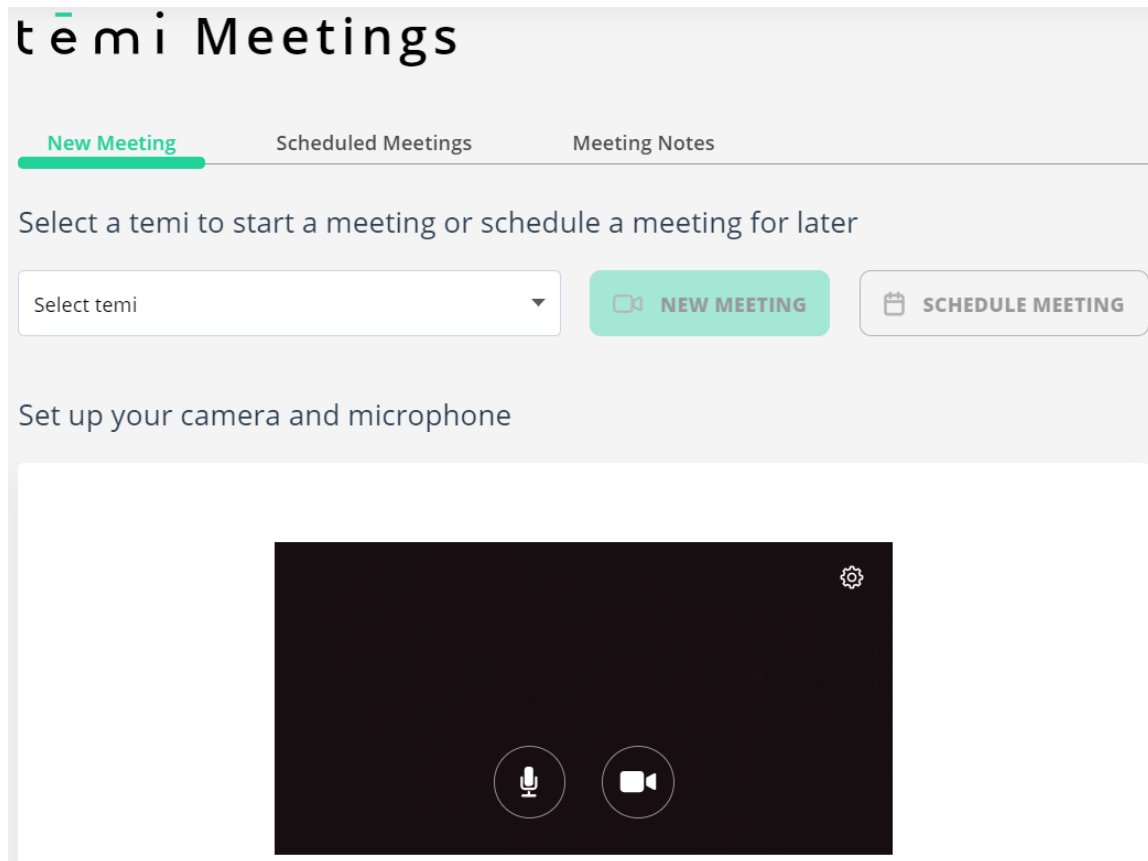 tēmi Meetings
New Meeting Scheduled Meetings Meeting Notes
Select a temi to start a meeting or schedule a meeting for later
Select temi NEW MEETING SCHEDULE MEETING
Set up your camera and microphone